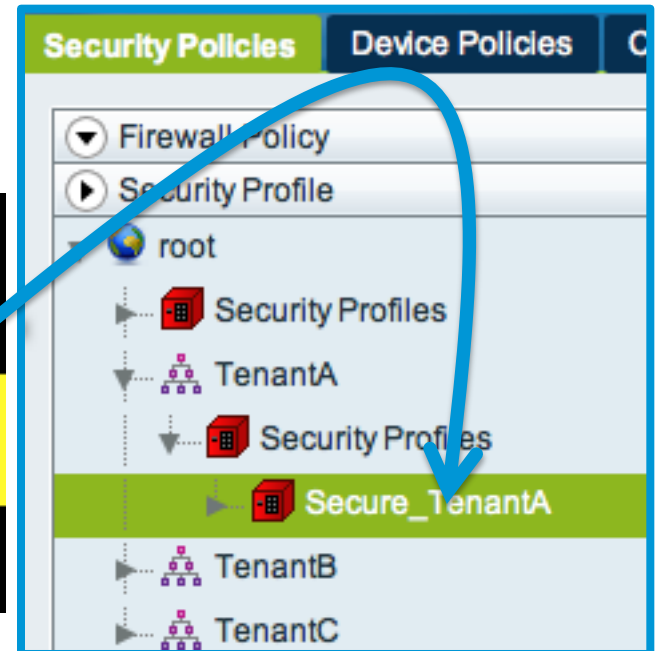 Security Policies Device Policies
Firewall Policy
Security Profile
root
Security Profiles
TenantA
Security Profiles
Secure_TenantA
TenantB
TenantC